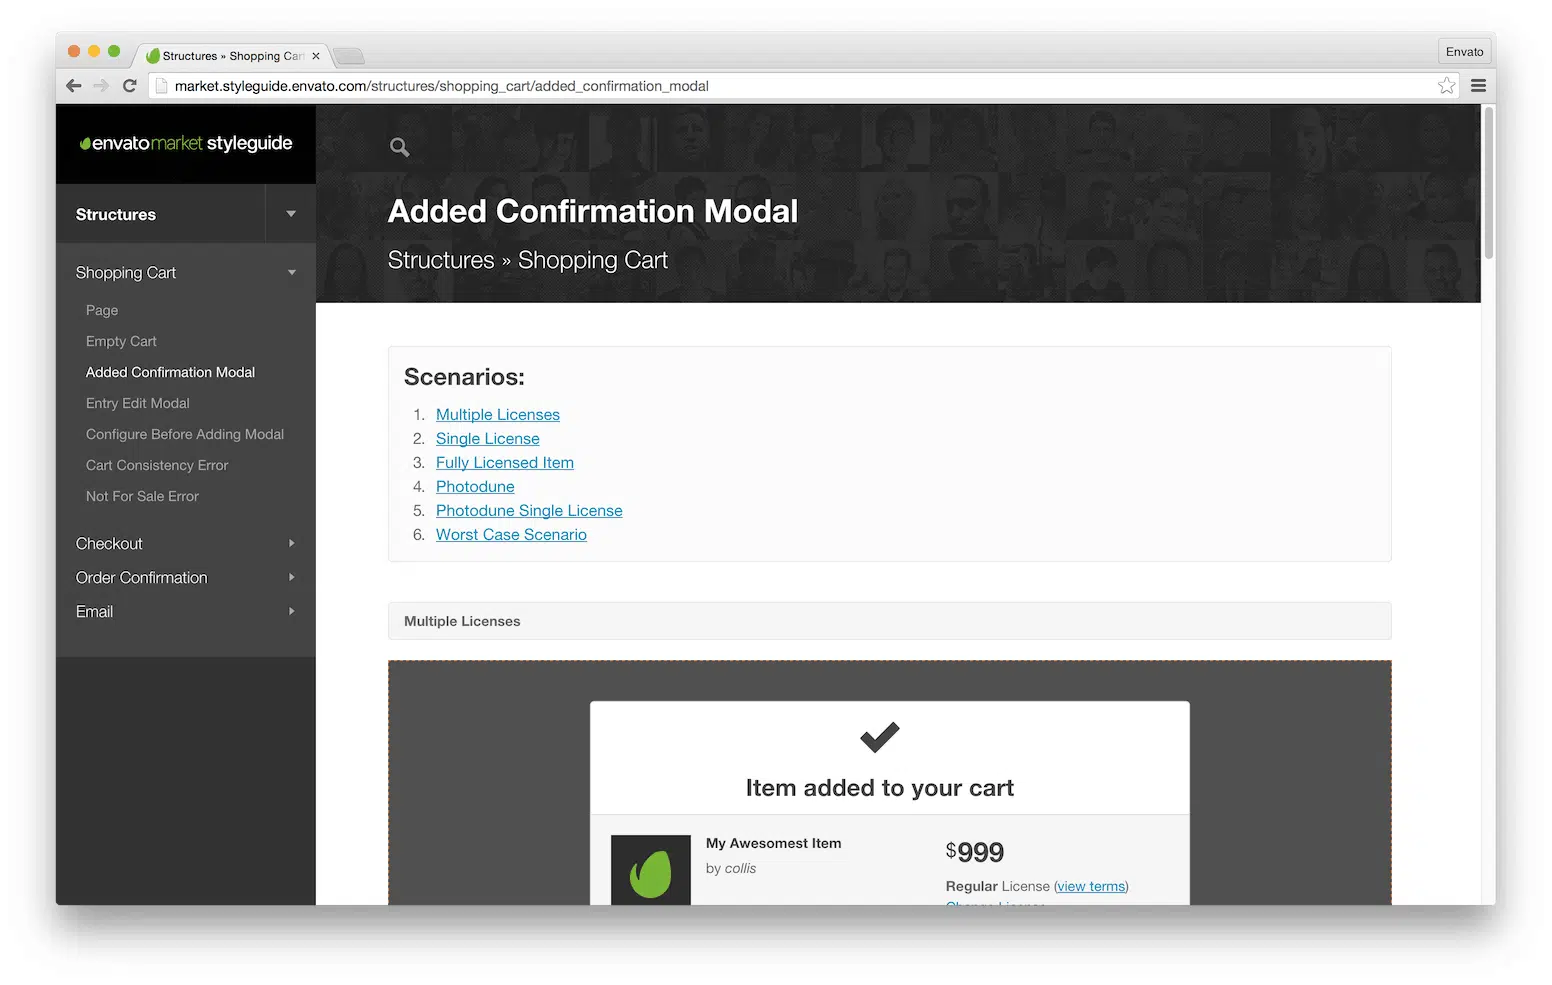 Structures » Shopping Car
Envato
market.styleguide.envato.com/structures/shopping_cart/added_confirmation_modal
envatomarket styleguide
Structures
Shopping Cart
Page
Empty Cart
Added Confirmation Modal
Entry Edit Modal
Configure Before Adding Modal
Cart Consistency Error
Not For Sale Error
Checkout
Order Confirmation
Email
Added Confirmation Modal
Structures » Shopping Cart
Scenarios:
1. Multiple Licenses
2. Single License
3. Fully Licensed Item
4. Photodune
5. Photodune Single License
6. Worst Case Scenario
Multiple Licenses
Item added to your cart
My Awesomest Item
by collis
$999
Regular License (view terms)
Change License